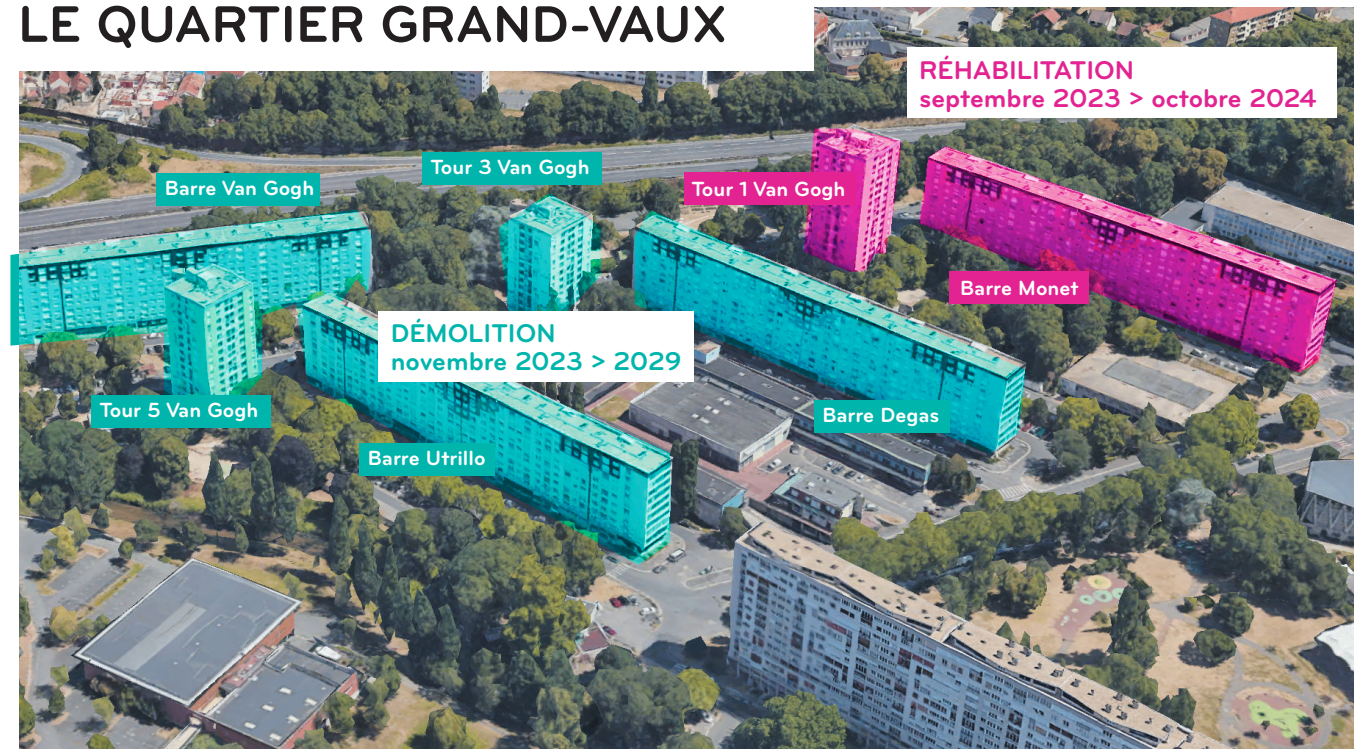 LE QUARTIER GRAND-VAUX
RÉHABILITATION
septembre 2023 > octobre 2024
Tour 3 Van Gogh
Barre Van Gogh
Tour 1 Van Gogh
Barre Monet
DÉMOLITION
novembre 2023 > 2029
Tour 5 Van Gogh
Barre Degas
Barre Utrillo